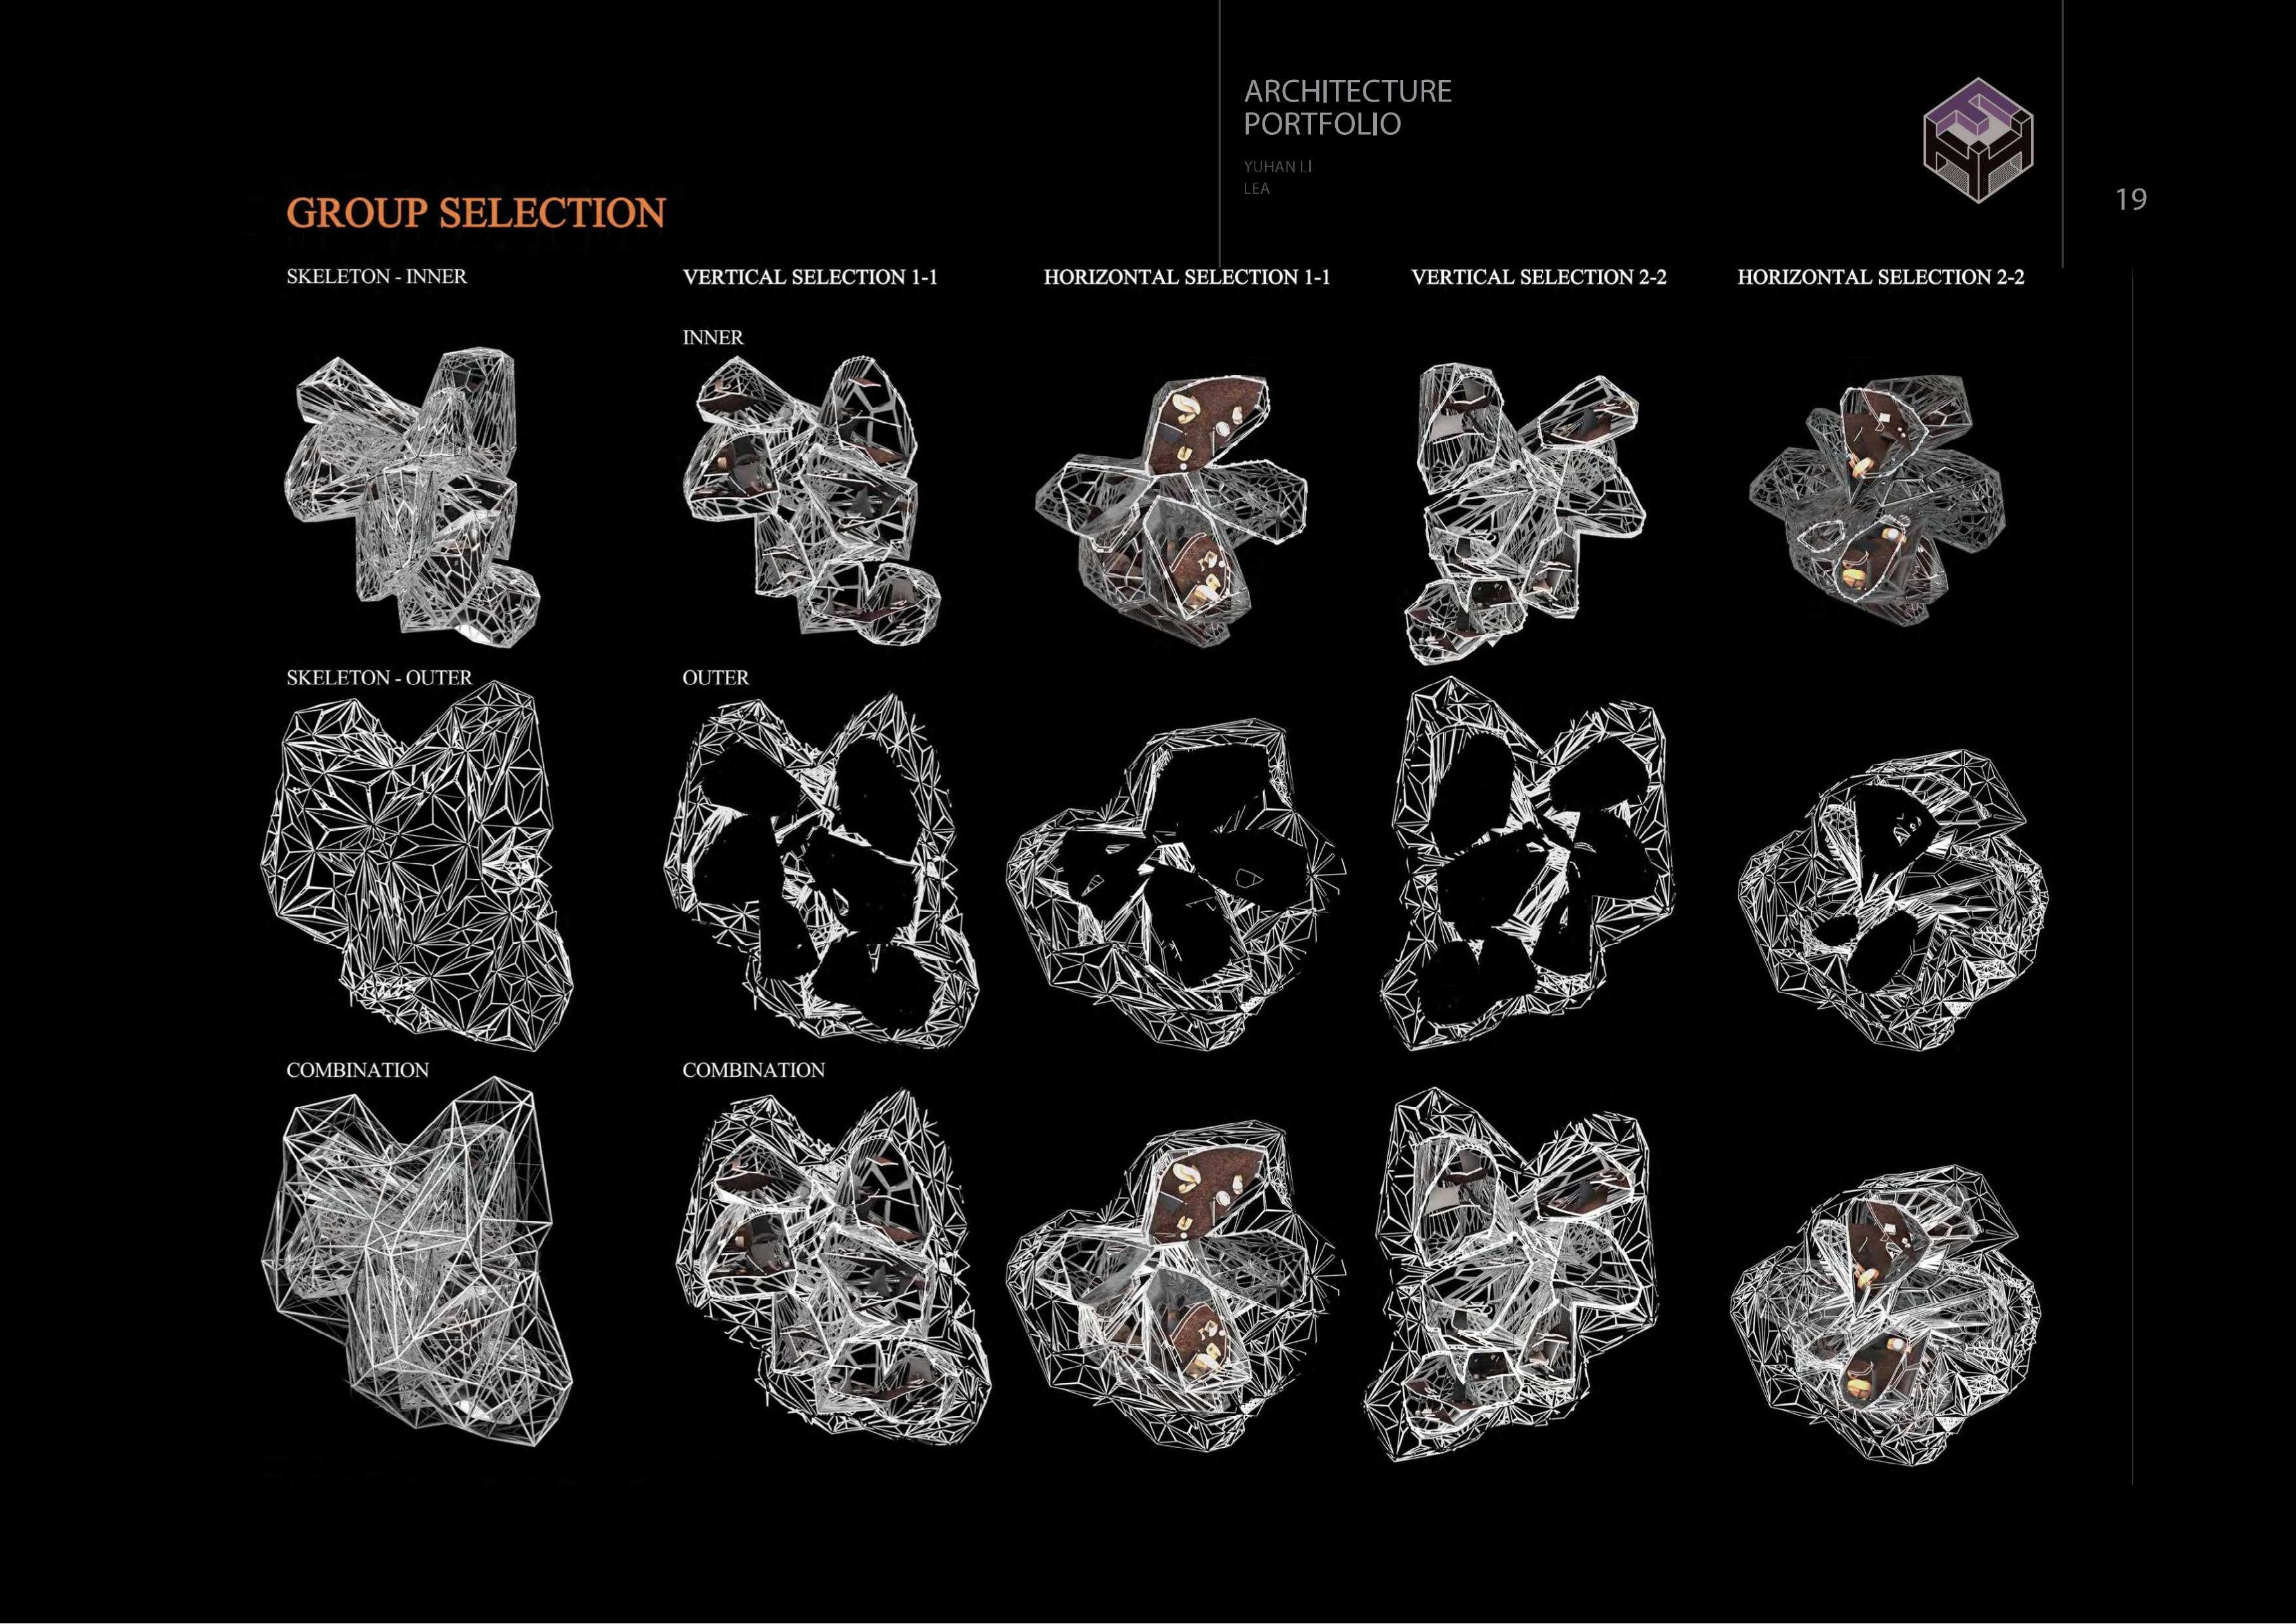 ARCHITECTURE
PORTFOLIO
YUHAN LI
LEA
19
GROUP SELECTION
SKELETON - INNER
VERTICAL SELECTION 1-1
HORIZONTAL SELECTION 1-1
VERTICAL SELECTION 2-2
HORIZONTAL SELECTION 2-2
INNER
SKELETON - OUTER
OUTER
COMBINATION
COMBINATION